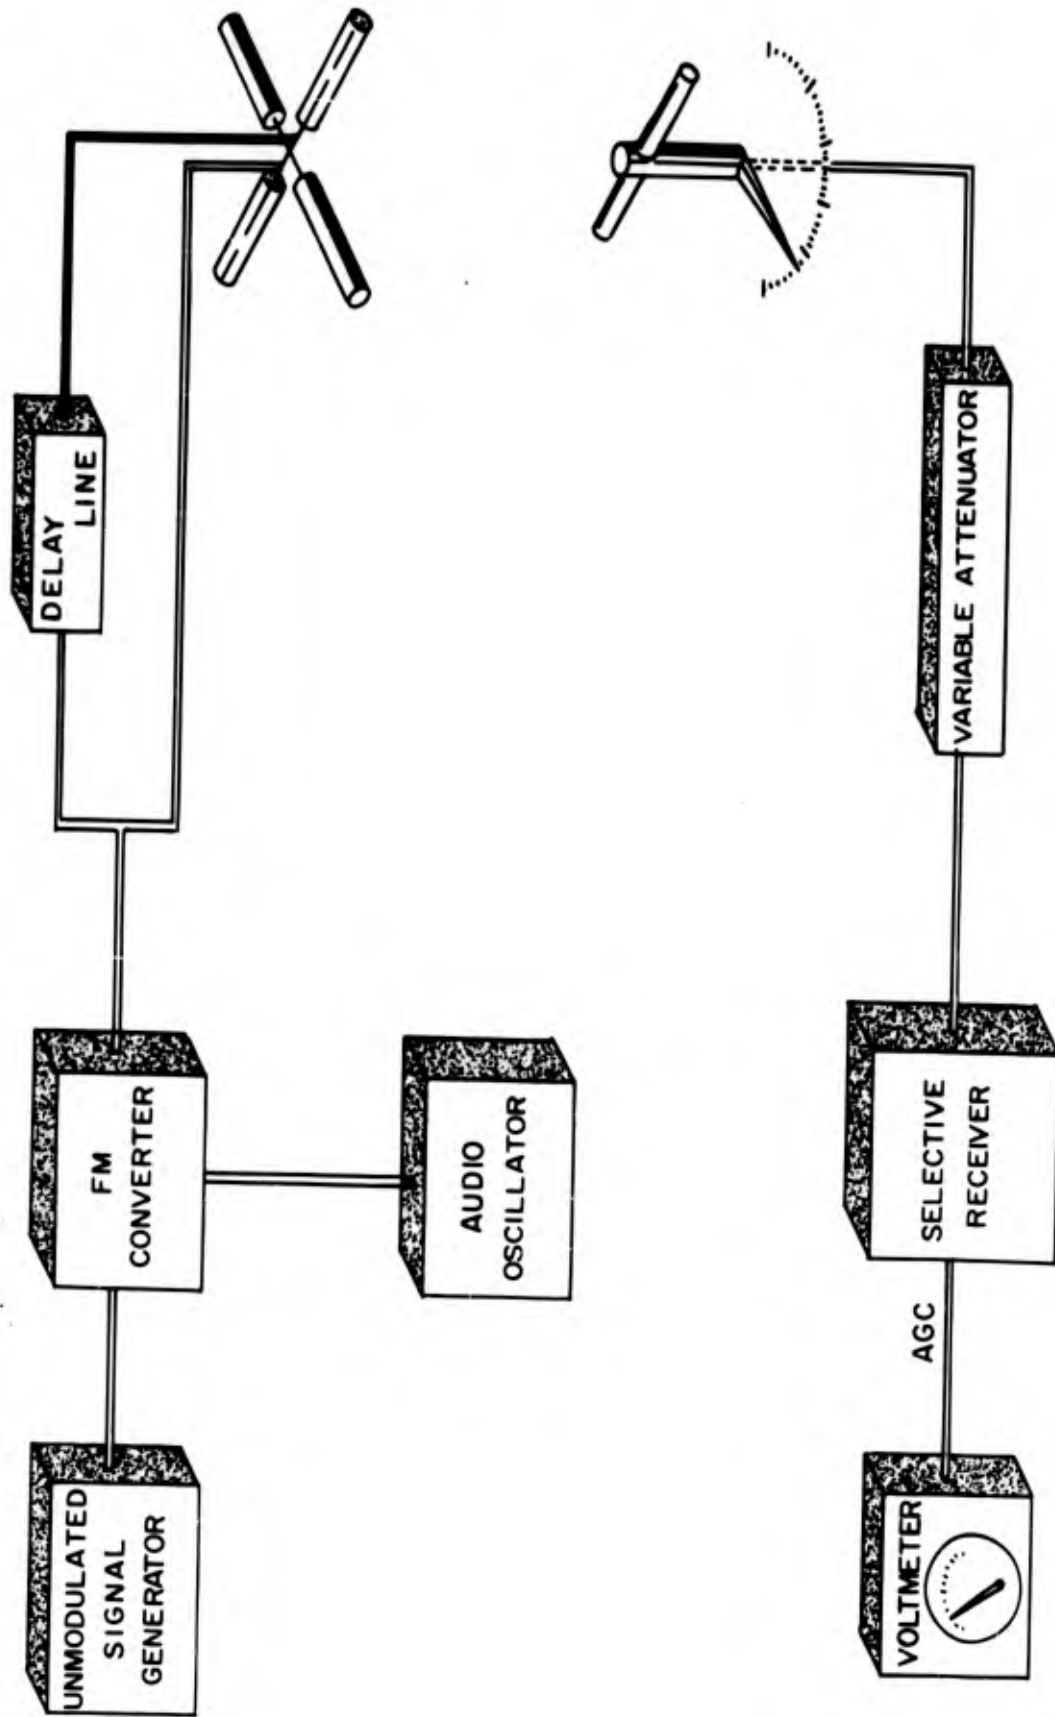 UNMODULATED
SIGNAL
GENERATOR
FM
CONVERTER
DELAY
LINE
AUDIO
OSCILLATOR
VOLTMETER
AGC
SELECTIVE
RECEIVER
VARIABLE ATTENUATOR